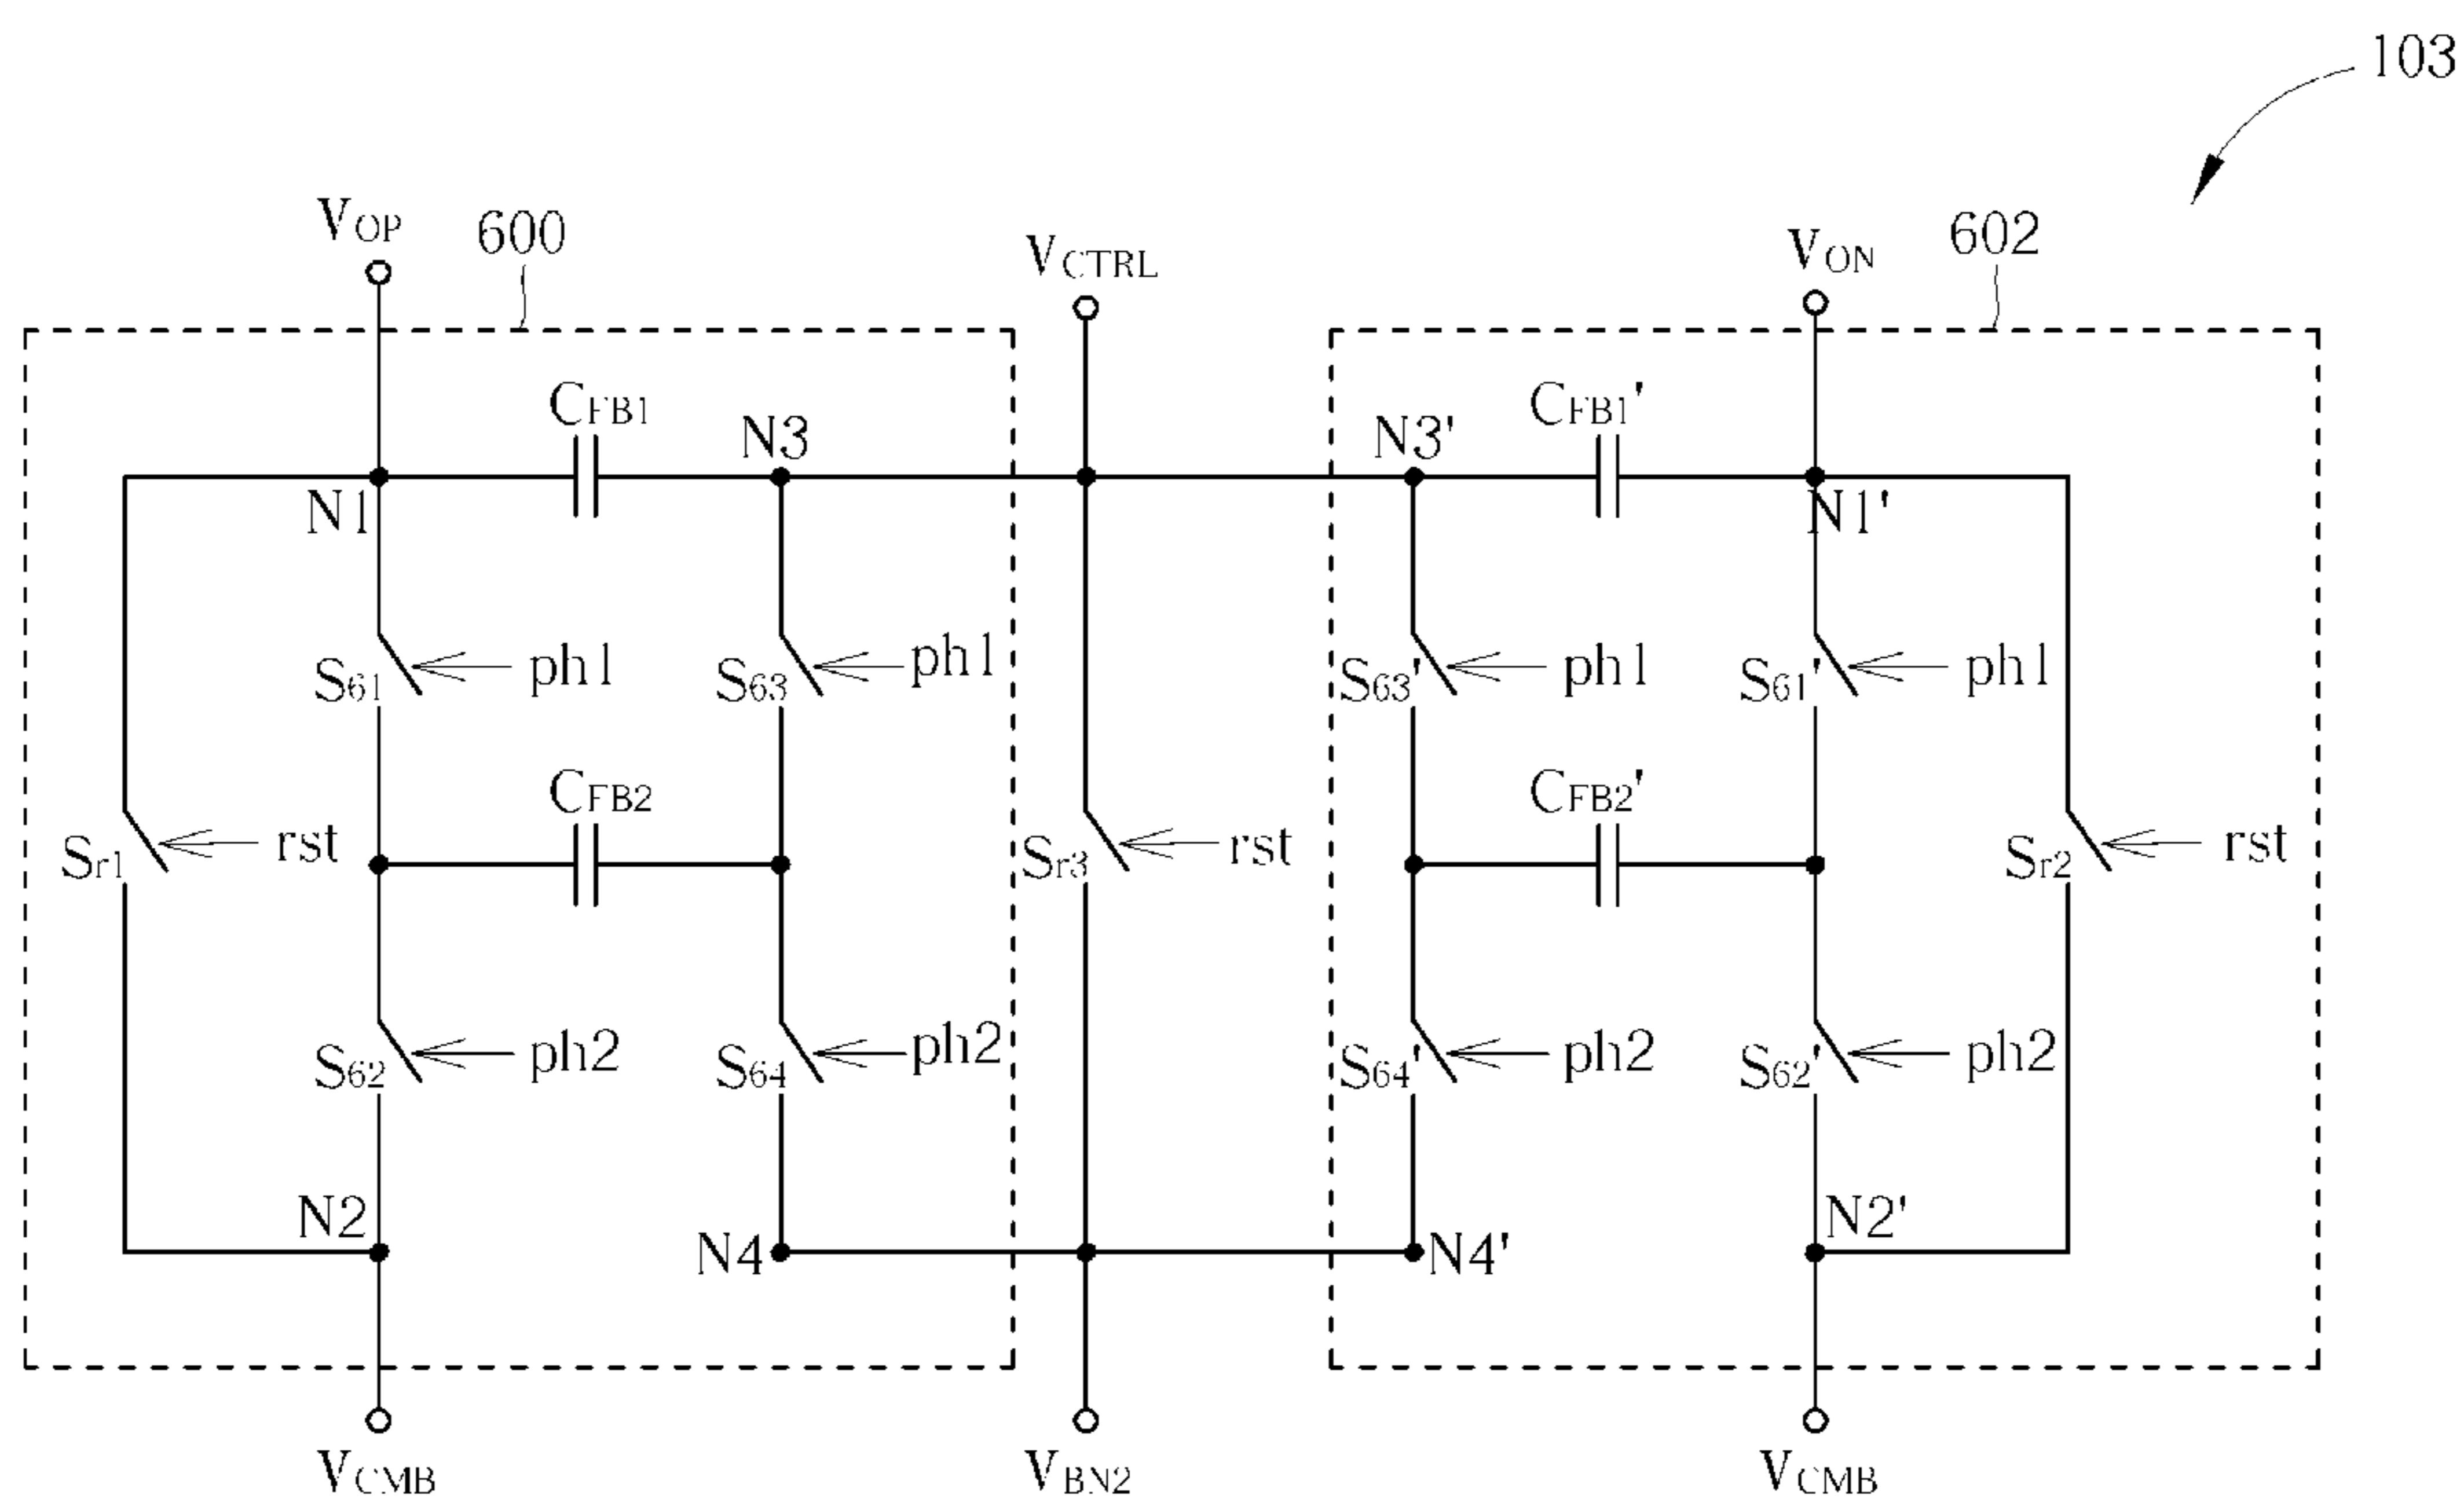 103
VOP
600
VCTRL
VON
602
CFB1
N3
N3'
CFB1'
N1
N1'
S61
ph1
S63
ph1
S63'
ph1
S61'
ph1
CFB2
CFB2'
Sr1
rst
Sr3
rst
Sr2
rst
S62
ph2
S64
ph2
S64'
ph2
S62'
ph2
N2
N2'
N4
N4'
VCMB
VBN2
VCMB